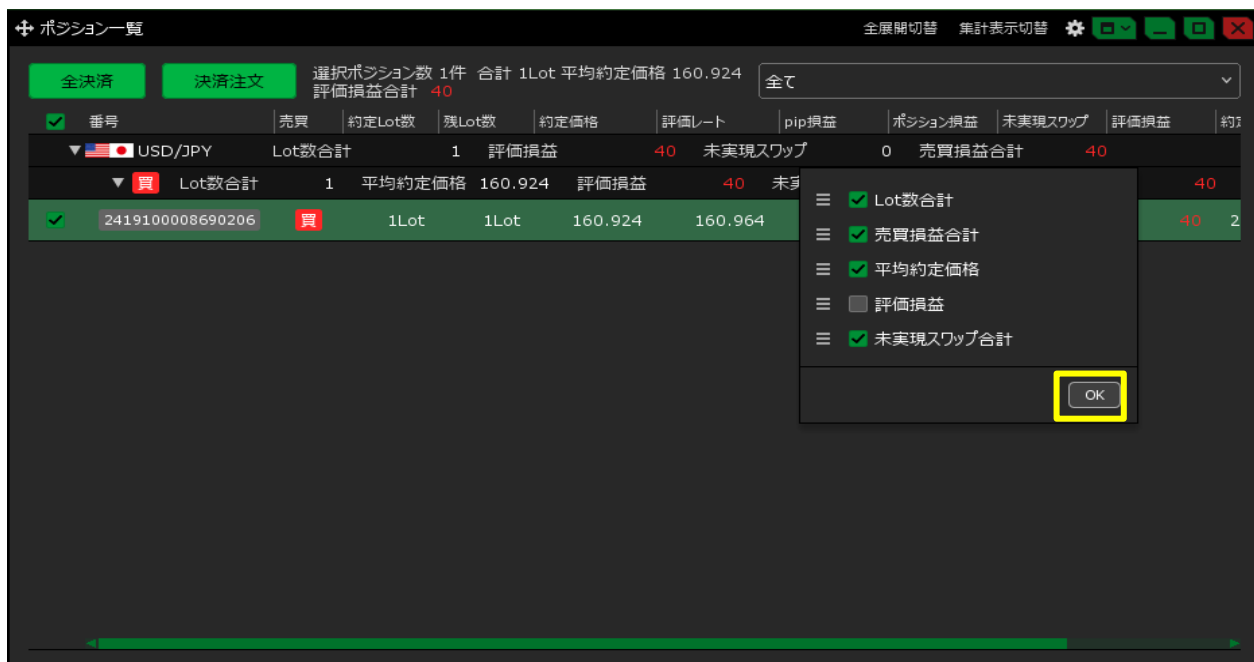 ポジション一覧 全展開切替 集計表示切替
全決済 決済注文 選択ポジション数 1件 合計 1Lot 平均約定価格 160.924 全て
評価損益合計 40
番号 売買 約定Lot数 残Lot数 約定価格 評価レート pip損益 ポジション損益 未実現スワップ 評価損益
USD/JPY Lot数合計 1 評価損益 40 未実現スワップ 0 売買損益合計 40
買 Lot数合計 1 平均約定価格 160.924 評価損益 40 未実 40
2419100008690206 買 1Lot 1Lot 160.924 160.964 40 2
Lot数合計
売買損益合計
平均約定価格
評価損益
未実現スワップ合計
OK